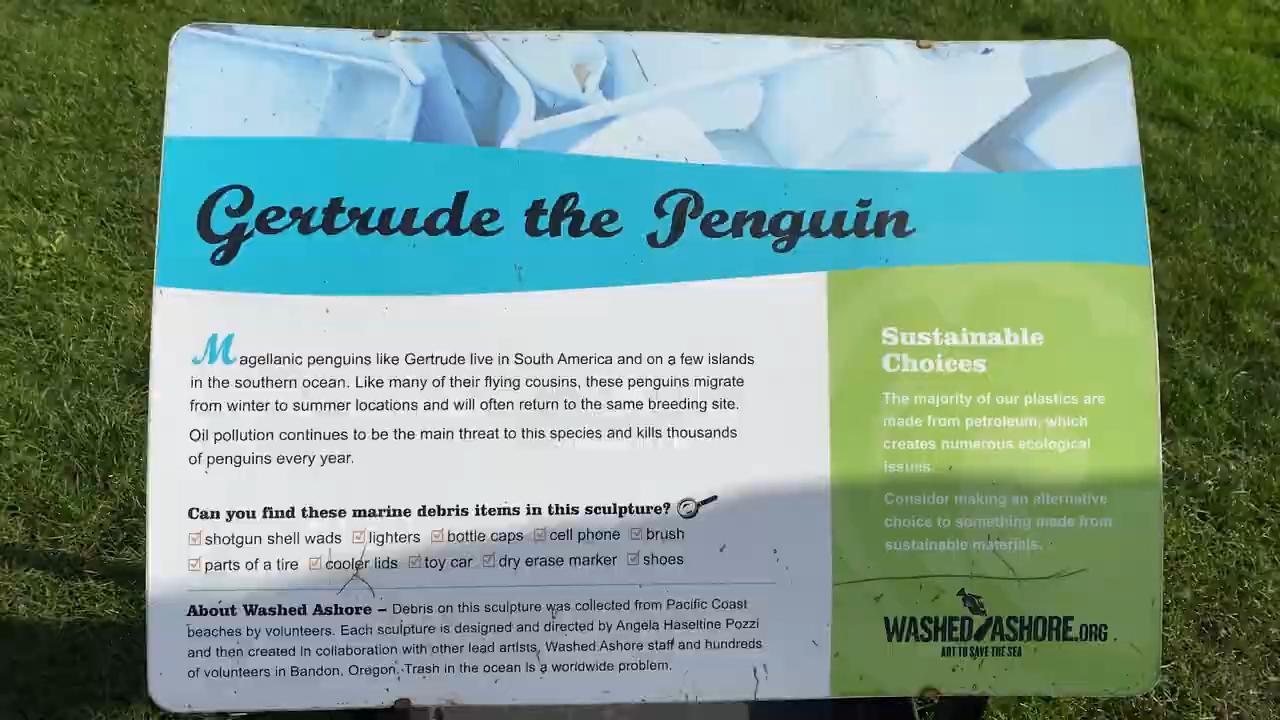 Gertrude the Penguin
Magellanic penguins like Gertrude live in South America and on a few islands
in the southern ocean. Like many of their flying cousins, these penguins migrate
from winter to summer locations and will often return to the same breeding site.
Oil pollution continues to be the main threat to this species and kills thousands
of penguins every year.
Can you find these marine debris items in this sculpture?
shotgun shell wads lighters bottle caps cell phone brush
parts of a tire cooler lids toy car dry erase marker shoes
About Washed Ashore – Debris on this sculpture was collected from Pacific Coast
beaches by volunteers. Each sculpture is designed and directed by Angela Haseltine Pozzi
and then created in collaboration with other lead artists, Washed Ashore staff and hundreds
of volunteers in Bandon, Oregon. Trash in the ocean is a worldwide problem.
Sustainable
Choices
The majority of our plastics are
made from petroleum, which
creates numerous ecological
issues.
Consider making an alternative
choice to something made from
sustainable materials.
WASHED ASHORE.ORG
ART TO SAVE THE SEA